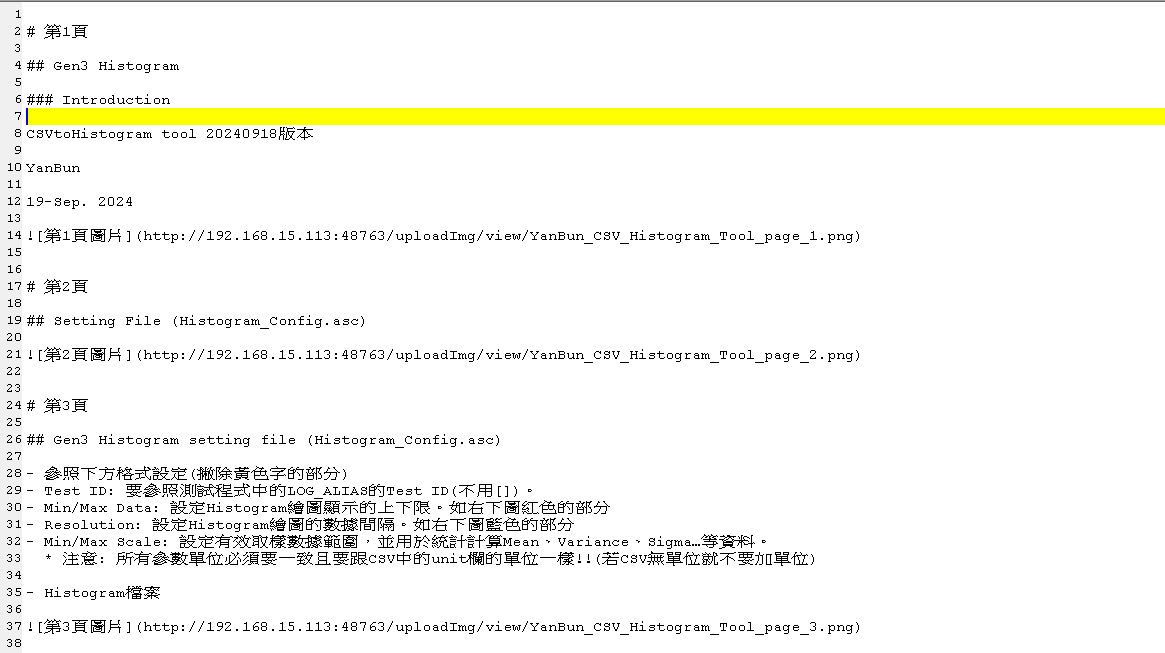 1
2 # 第1頁
3
4 ## Gen3 Histogram
5
6 ### Introduction
7
8 CSVtoHistogram tool 20240918版本
9
10 YanBun
11
12 19-Sep. 2024
13
14 ![第1頁圖片](http://192.168.15.113:48763/uploadImg/view/YanBun_CSV_Histogram_Tool_page_1.png)
15
16
17 # 第2頁
18
19 ## Setting File (Histogram_Config.asc)
20
21 ![第2頁圖片](http://192.168.15.113:48763/uploadImg/view/YanBun_CSV_Histogram_Tool_page_2.png)
22
23
24 # 第3頁
25
26 ## Gen3 Histogram setting file (Histogram_Config.asc)
27
28 - 參照下方格式設定(撇除黃色字的部分)
29 - Test ID: 要參照測試程式中的LOG_ALIAS的Test ID(不用[])。
30 - Min/Max Data: 設定Histogram繪圖顯示的上下限。如右下圖紅色的部分
31 - Resolution: 設定Histogram繪圖的數據間隔。如右下圖藍色的部分
32 - Min/Max Scale: 設定有效取樣數據範圍，並用於統計計算Mean、Variance、Sigma…等資料。
33   * 注意: 所有參數單位必須要一致且要跟CSV中的unit欄的單位一樣!!(若CSV無單位就不要加單位)
34
35 - Histogram檔案
36
37 ![第3頁圖片](http://192.168.15.113:48763/uploadImg/view/YanBun_CSV_Histogram_Tool_page_3.png)
38